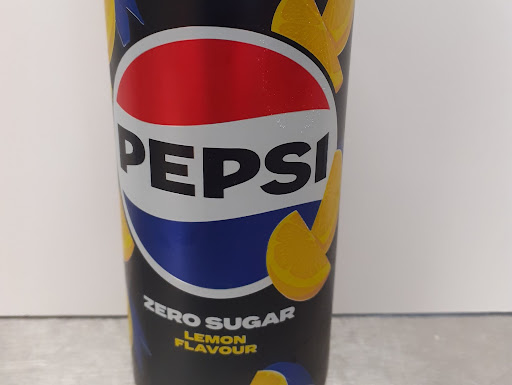 PEPSI
ZERO SUGAR
LEMON
FLAVOUR